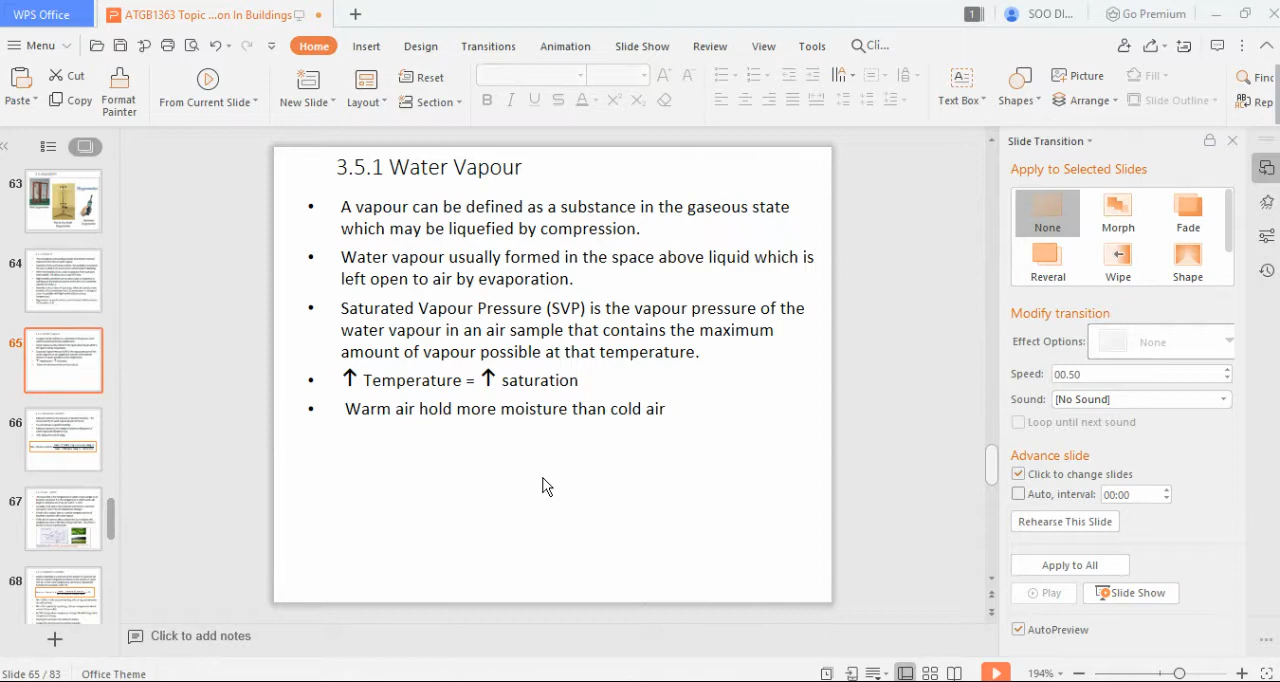 WPS Office
ATGB1363 Topic ...on In Buildings
1
SOO DI...
Go Premium
Menu
Home
Insert
Design
Transitions
Animation
Slide Show
Review
View
Tools
Cli...
Paste
Cut
Copy
Format Painter
From Current Slide
New Slide
Layout
Reset
Section
B I U S A X² X₂
Text Box
Shapes
Picture
Arrange
Fill
Slide Outline
Find
Rep
63
64
65
66
67
68
3.5.1 Water Vapour
• A vapour can be defined as a substance in the gaseous state
which may be liquefied by compression.
• Water vapour usually formed in the space above liquid which is
left open to air by evaporation.
• Saturated Vapour Pressure (SVP) is the vapour pressure of the
water vapour in an air sample that contains the maximum
amount of vapour possible at that temperature.
• ↑ Temperature = ↑ saturation
• Warm air hold more moisture than cold air
Click to add notes
Slide Transition
Apply to Selected Slides
None
Morph
Fade
Reveral
Wipe
Shape
Modify transition
Effect Options:
None
Speed: 00.50
Sound: [No Sound]
Loop until next sound
Advance slide
Click to change slides
Auto, interval: 00:00
Rehearse This Slide
Apply to All
Play
Slide Show
AutoPreview
Slide 65 / 83
Office Theme
194%